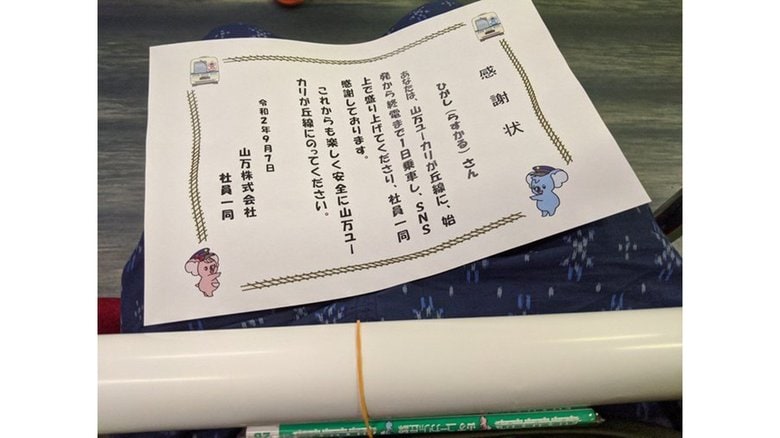 感謝状
ひがし(らすかる)さん
あなたは、山万ユーカリが丘線に、始
発から終電まで1日乗車し、SNS
上で盛り上げてくださり、社員一同
感謝しております。
これからも楽しく安全に山万ユー
カリが丘線にのってください。
令和2年9月7日
山万株式会社
社員一同